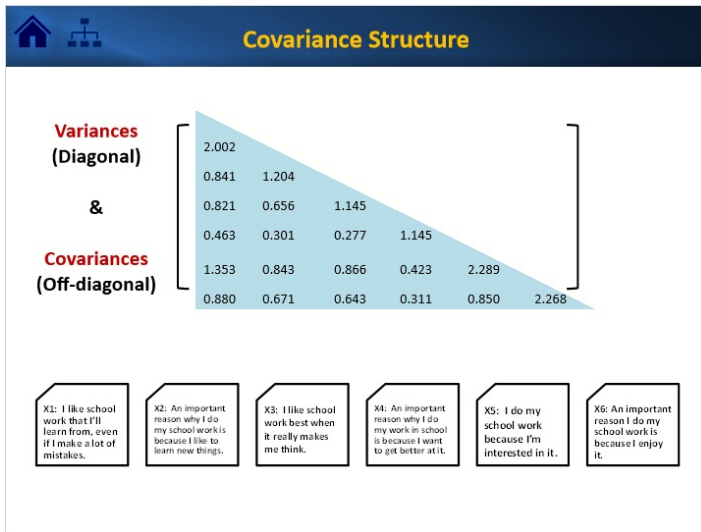 Covariance Structure
Variances
(Diagonal)
&
Covariances
(Off-diagonal)
2.002
0.841 1.204
0.821 0.656 1.145
0.463 0.301 0.277 1.145
1.353 0.843 0.866 0.423 2.289
0.880 0.671 0.643 0.311 0.850 2.268
X1: I like school
work that I'll
learn from, even
if I make a lot of
mistakes.
X2: An important
reason why I do
my school work is
because I like to
learn new things.
X3: I like school
work best when
it really makes
me think.
X4: An important
reason why I do
my work in school
is because I want
to get better at it.
X5: I do my
school work
because I'm
interested in it.
X6: An important
reason I do my
school work is
because I enjoy
it.